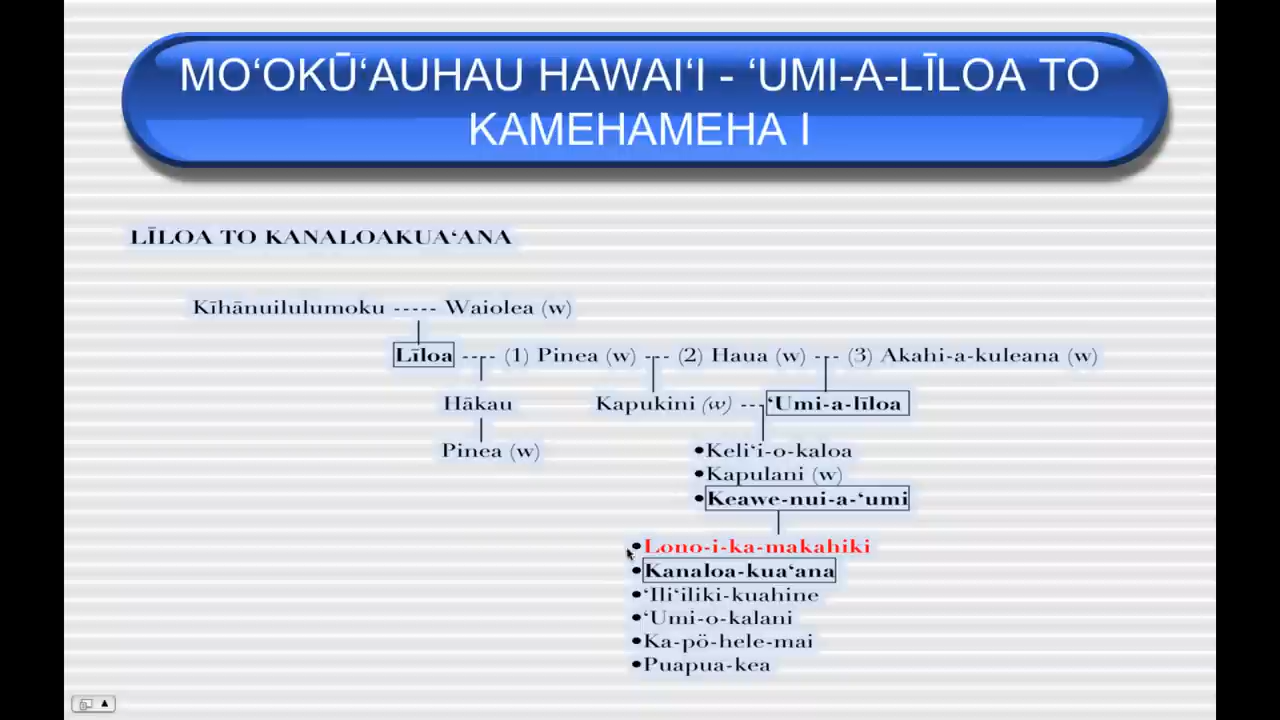 MOʻOKŪʻAUHAU HAWAIʻI - ʻUMI-A-LĪLOA TO
KAMEHAMEHA I
LĪLOA TO KANALOAKUAʻANA
Kīhānuilulumoku ----- Waiolea (w)
Līloa ---- (1) Pinea (w) --- (2) Haua (w) --- (3) Akahi-a-kuleana (w)
Hākau Kapukini (w) --- ʻUmi-a-līloa
Pinea (w) •Keliʻi-o-kaloa
•Kapulani (w)
•Keawe-nui-a-ʻumi
•Lono-i-ka-makahiki
•Kanaloa-kuaʻana
•ʻIliʻiliki-kuahine
•ʻUmi-o-kalani
•Ka-pö-hele-mai
•Puapua-kea